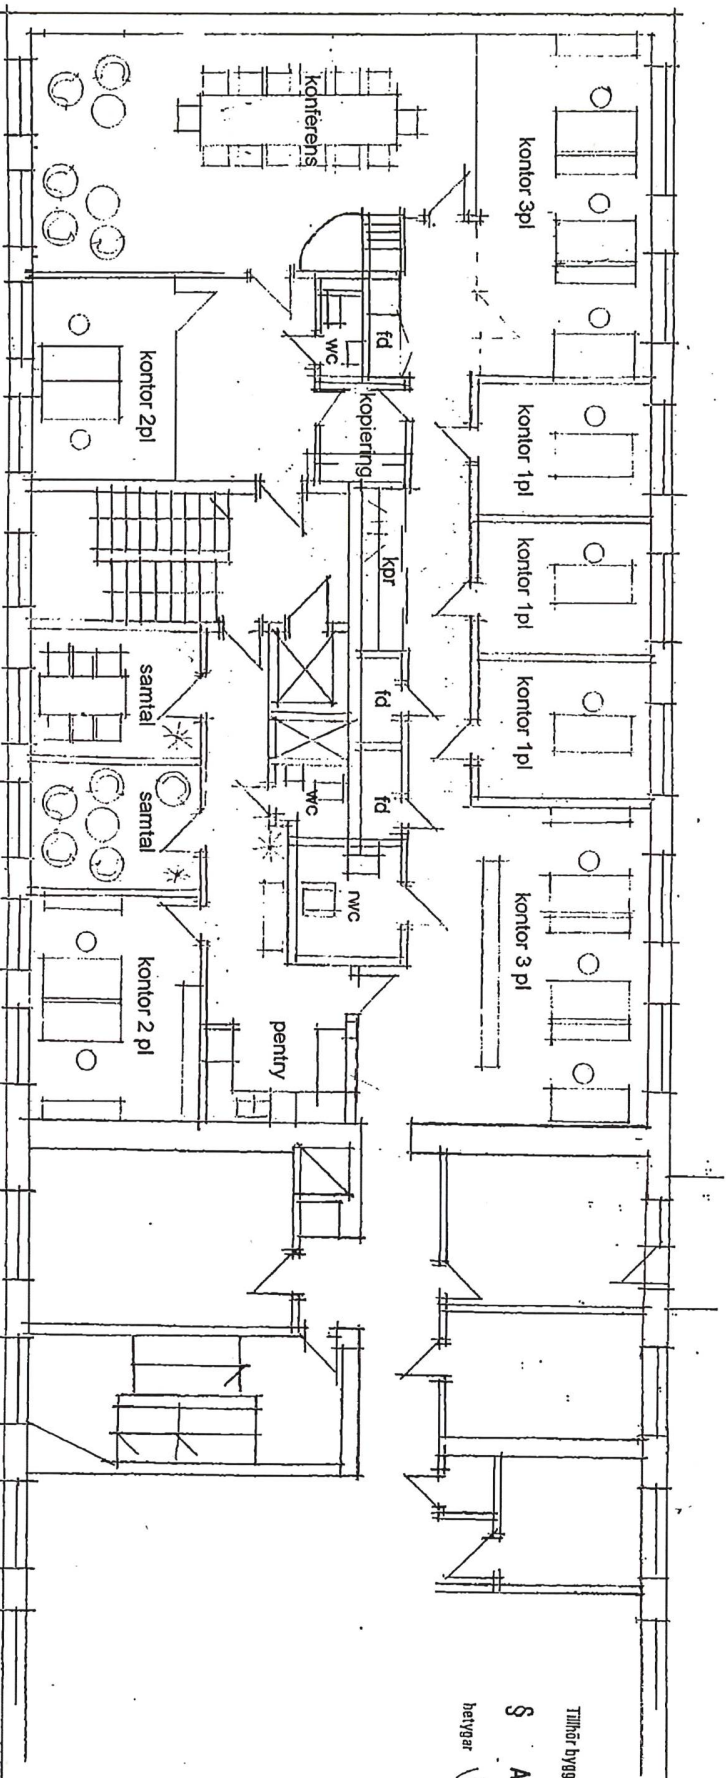 konferens
kontor 3pl
fd
wc
kontor 2pl
kopiering
kontor 1pl
kpr
kontor 1pl
samtal
fd
kontor 1pl
samtal
wc
fd
rwc
kontor 3 pl
kontor 2 pl
pentry
Tillhör bygg
§ A
betygar